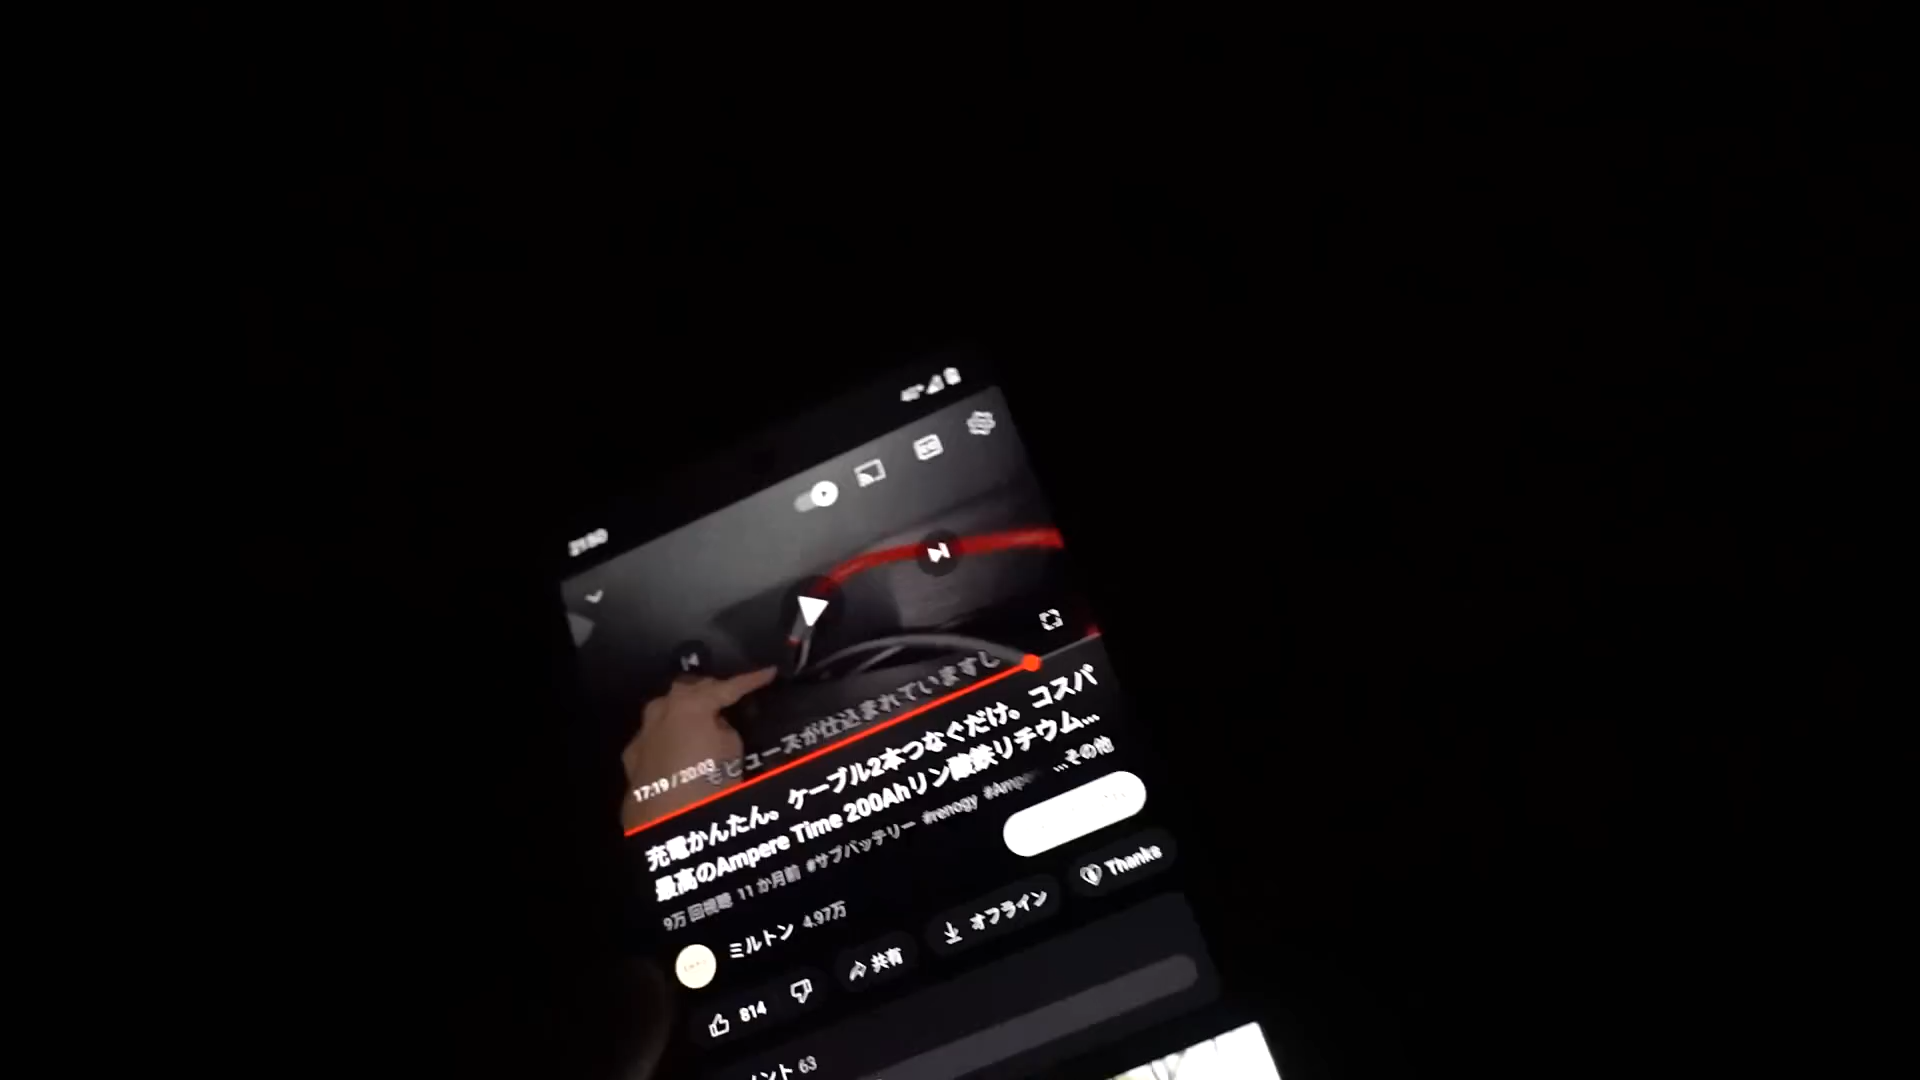 21:50
ヒューズが仕込まれていますし
17:19 / 20:03
充電かんたん。ケーブル2本つなぐだけ。コスパ
最高のAmpere Time 200Ahリン酸鉄リチウム...
9万 回視聴 11 か月前 #サブバッテリー #renogy #Ampe ...その他
ミルトン 4.97万
814 共有 オフライン Thanks
メント 63